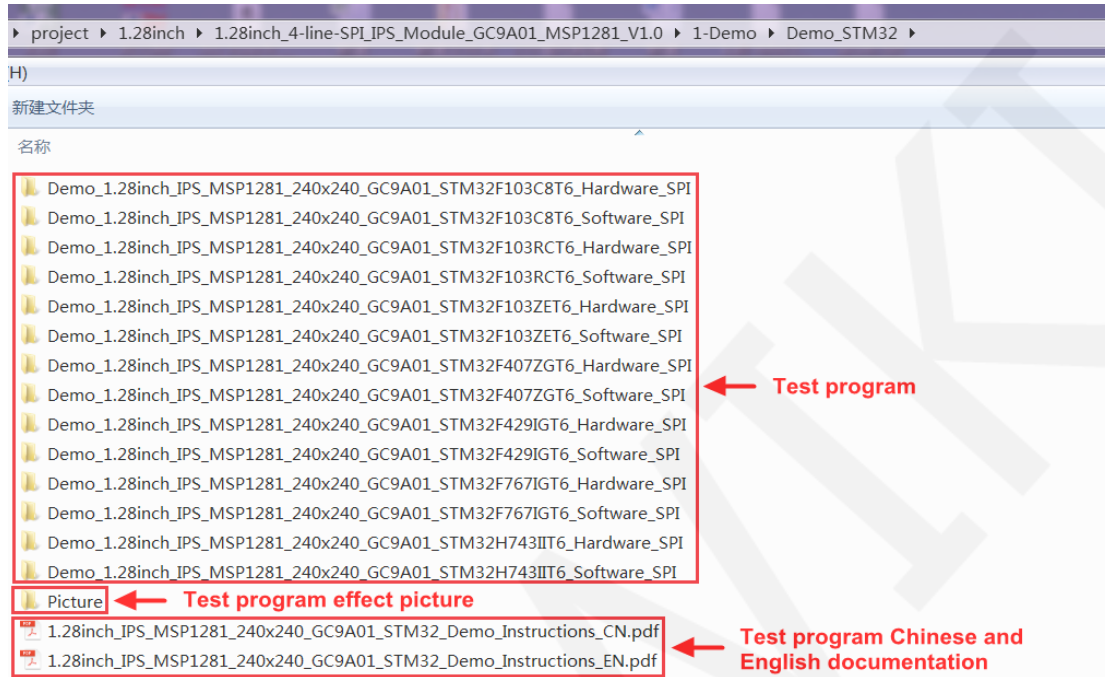 project ▸ 1.28inch ▸ 1.28inch_4-line-SPI_IPS_Module_GC9A01_MSP1281_V1.0 ▸ 1-Demo ▸ Demo_STM32 ▸
(H)
新建文件夹
名称
Demo_1.28inch_IPS_MSP1281_240x240_GC9A01_STM32F103C8T6_Hardware_SPI
Demo_1.28inch_IPS_MSP1281_240x240_GC9A01_STM32F103C8T6_Software_SPI
Demo_1.28inch_IPS_MSP1281_240x240_GC9A01_STM32F103RCT6_Hardware_SPI
Demo_1.28inch_IPS_MSP1281_240x240_GC9A01_STM32F103RCT6_Software_SPI
Demo_1.28inch_IPS_MSP1281_240x240_GC9A01_STM32F103ZET6_Hardware_SPI
Demo_1.28inch_IPS_MSP1281_240x240_GC9A01_STM32F103ZET6_Software_SPI
Demo_1.28inch_IPS_MSP1281_240x240_GC9A01_STM32F407ZGT6_Hardware_SPI
Demo_1.28inch_IPS_MSP1281_240x240_GC9A01_STM32F407ZGT6_Software_SPI
Demo_1.28inch_IPS_MSP1281_240x240_GC9A01_STM32F429IGT6_Hardware_SPI
Demo_1.28inch_IPS_MSP1281_240x240_GC9A01_STM32F429IGT6_Software_SPI
Demo_1.28inch_IPS_MSP1281_240x240_GC9A01_STM32F767IGT6_Hardware_SPI
Demo_1.28inch_IPS_MSP1281_240x240_GC9A01_STM32F767IGT6_Software_SPI
Demo_1.28inch_IPS_MSP1281_240x240_GC9A01_STM32H743IIT6_Hardware_SPI
Demo_1.28inch_IPS_MSP1281_240x240_GC9A01_STM32H743IIT6_Software_SPI
Test program
Picture
Test program effect picture
1.28inch_IPS_MSP1281_240x240_GC9A01_STM32_Demo_Instructions_CN.pdf
1.28inch_IPS_MSP1281_240x240_GC9A01_STM32_Demo_Instructions_EN.pdf
Test program Chinese and
English documentation